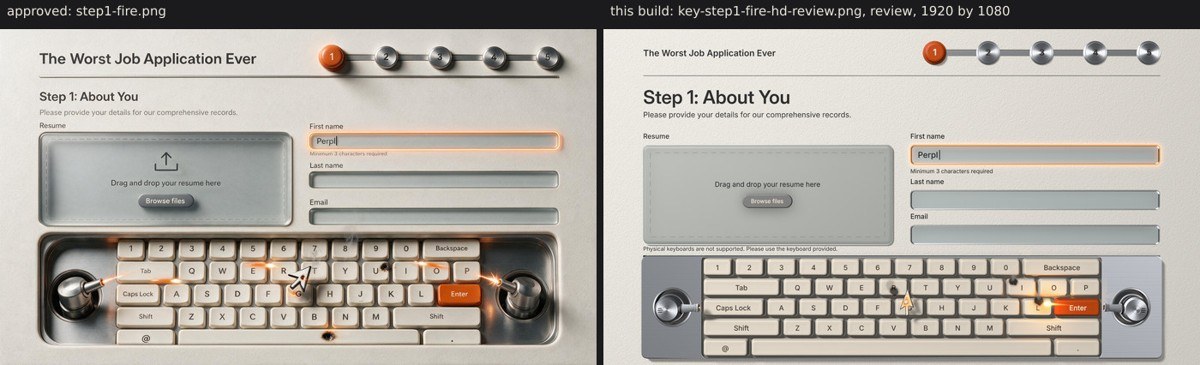 approved: step1-fire.png
The Worst Job Application Ever
1 2 3 4 5
Step 1: About You
Please provide your details for our comprehensive records.
Resume
Drag and drop your resume here
Browse files
First name
Perpl
Minimum 3 characters required
Last name
Email
1 2 3 4 5 6 7 8 9 0 Backspace
Tab Q W E R T Y U I O P
Caps Lock A S D F G H J K L Enter
Shift Z X C V B N M Shift
@ .
this build: key-step1-fire-hd-review.png, review, 1920 by 1080
The Worst Job Application Ever
1
Step 1: About You
Please provide your details for our comprehensive records.
Resume
Drag and drop your resume here
Browse files
First name
Perpl
Minimum 3 characters required
Last name
Email
Physical keyboards are not supported. Please use the keyboard provided.
1 2 3 4 5 6 7 8 9 0 Backspace
Tab Q W E R T Y U I O P
Caps Lock A S D F G H J K L Enter
Shift Z X C V B N M Shift
@ .